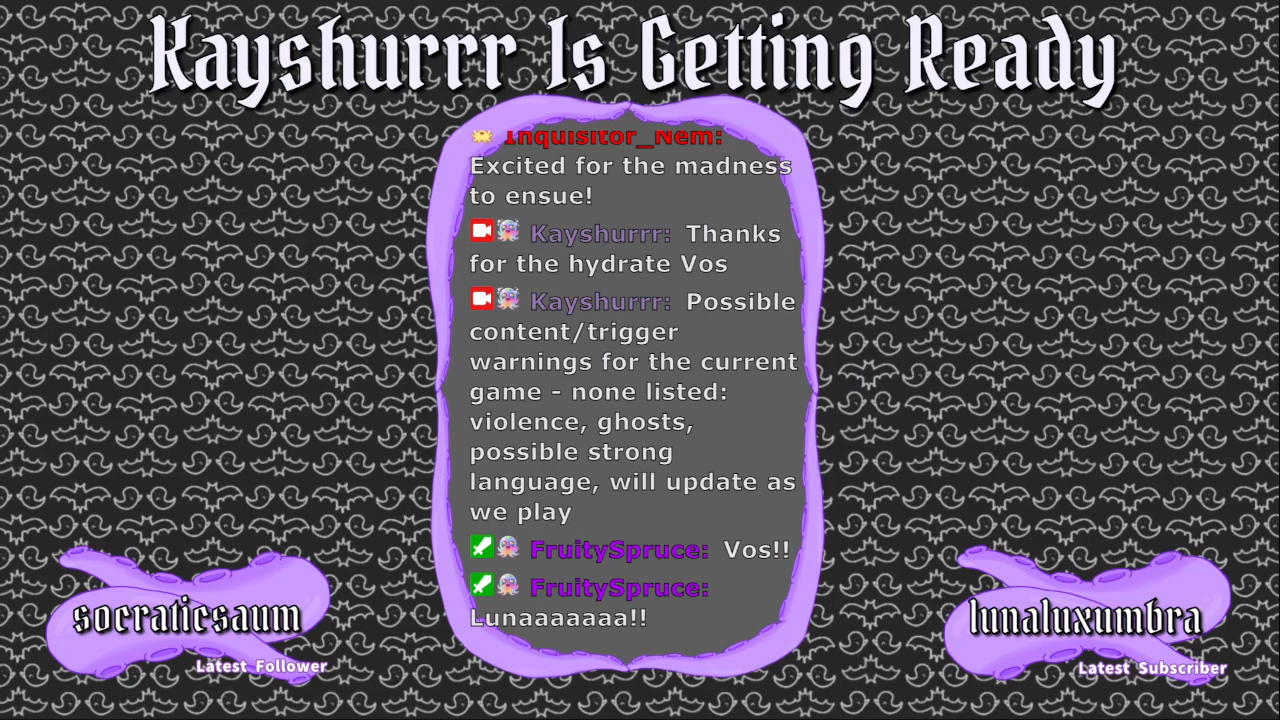 Kayshurrr Is Getting Ready
Inquisitor_Nem:
Excited for the madness
to ensue!
Kayshurrr: Thanks
for the hydrate Vos
Kayshurrr: Possible
content/trigger
warnings for the current
game - none listed:
violence, ghosts,
possible strong
language, will update as
we play
FruitySpruce: Vos!!
FruitySpruce:
Lunaaaaaaa!!
socraticsaum
Latest Follower
lunaluxumbra
Latest Subscriber